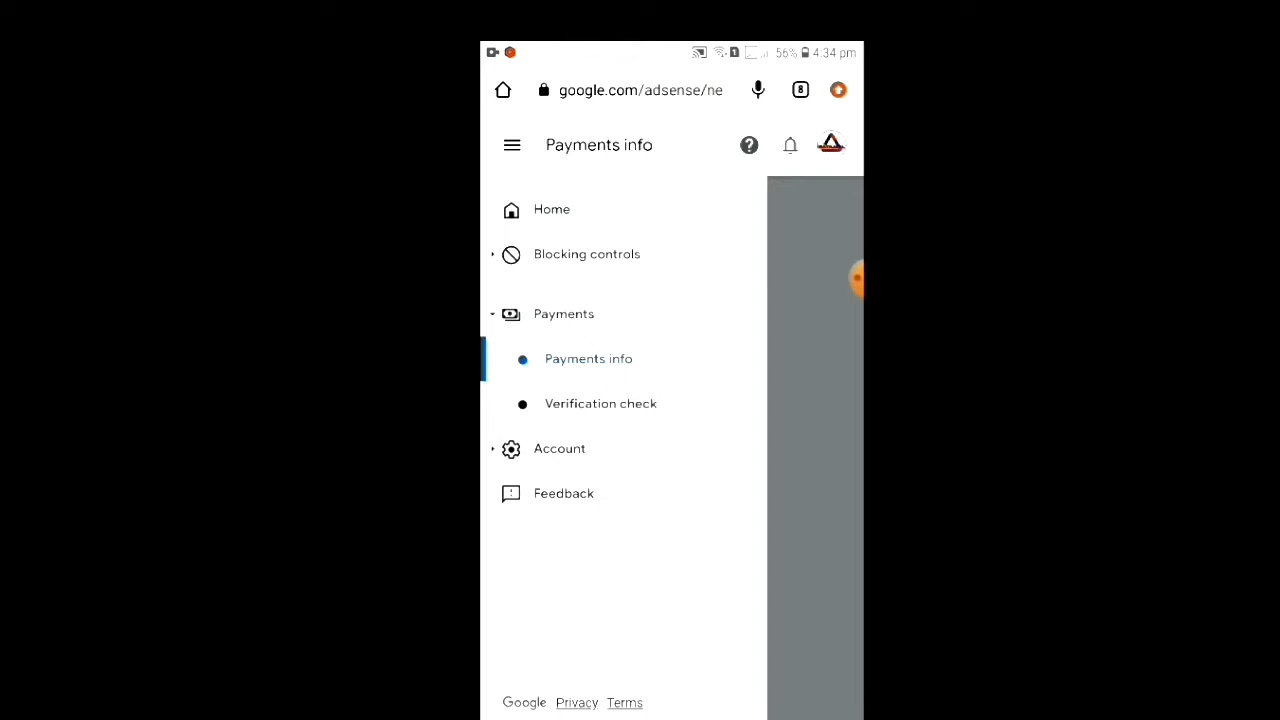 56% 4:34 pm
google.com/adsense/ne 8
Payments info
Home
Blocking controls
Payments
Payments info
Verification check
Account
Feedback
Google Privacy Terms